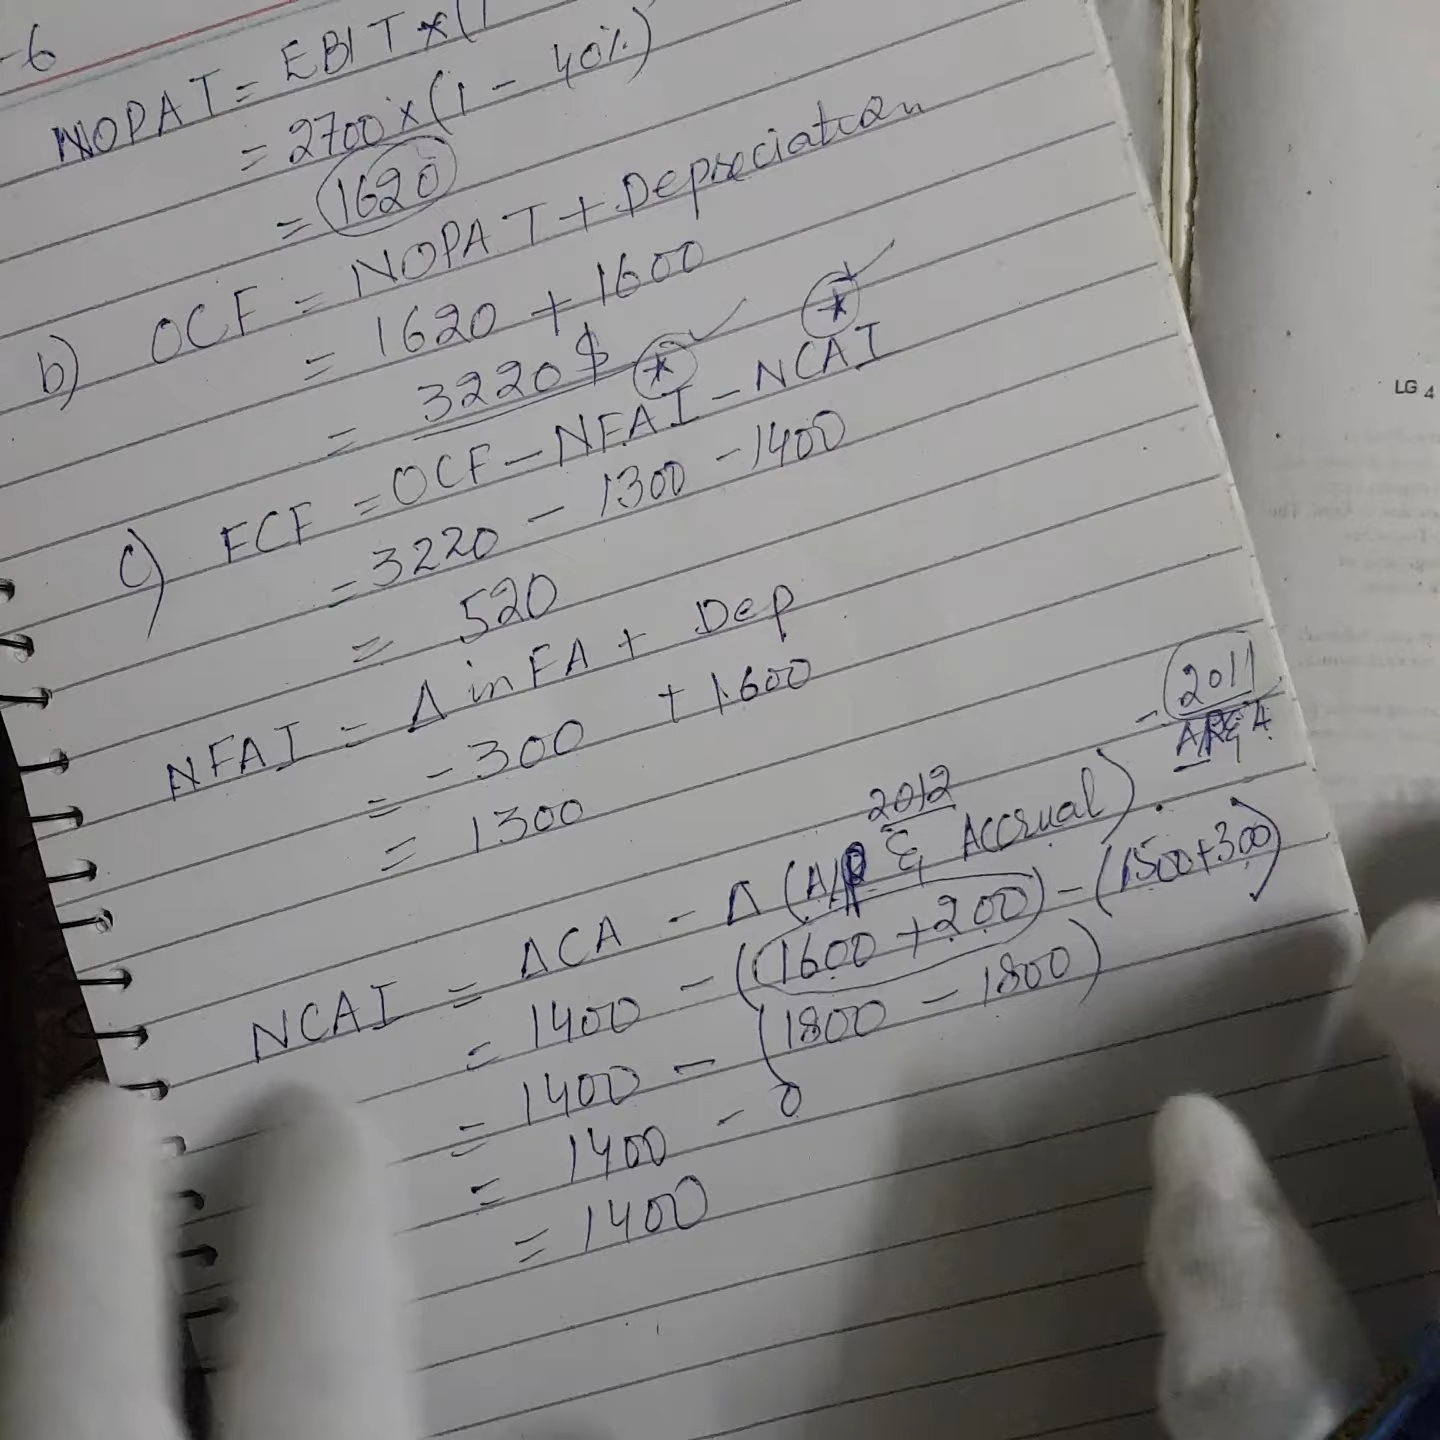 -6
NOPAT = EBIT × (1
= 2700 × (1 - 40%)
= 1620
b) OCF = NOPAT + Depreciation
= 1620 + 1600
= 3220 $
c) FCF = OCF - NFAI - NCAI
= 3220 - 1300 - 1400
= 520
NFAI = Δ in FA + Dep
= -300 + 1600
= 1300
2012 - 2011
NCAI = ΔCA - Δ (A/P & Accrual)
= 1400 - ((1600 + 200) - (1500 + 300)
= 1400 - (1800 - 1800)
= 1400 - 0
= 1400
LG 4